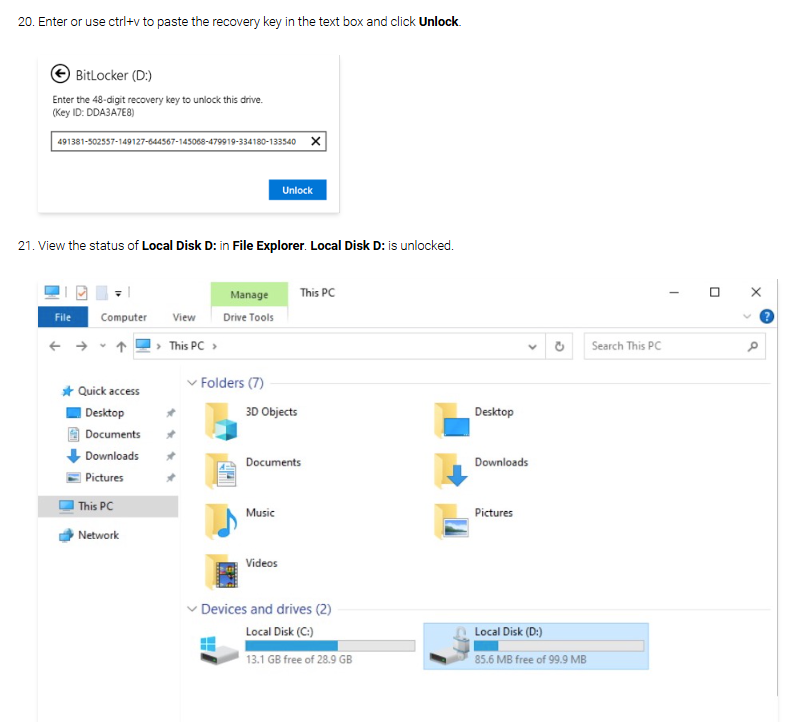 20. Enter or use ctrl+v to paste the recovery key in the text box and click Unlock.
BitLocker (D:)
Enter the 48-digit recovery key to unlock this drive.
(Key ID: DDA3A7E8)
491381-502557-149127-644567-145068-479919-334180-133540
Unlock
21. View the status of Local Disk D: in File Explorer. Local Disk D: is unlocked.
Manage This PC
File Computer View Drive Tools
This PC Search This PC
Quick access
Desktop
Documents
Downloads
Pictures
This PC
Network
Folders (7)
3D Objects Desktop
Documents Downloads
Music Pictures
Videos
Devices and drives (2)
Local Disk (C:) Local Disk (D:)
13.1 GB free of 28.9 GB 85.6 MB free of 99.9 MB